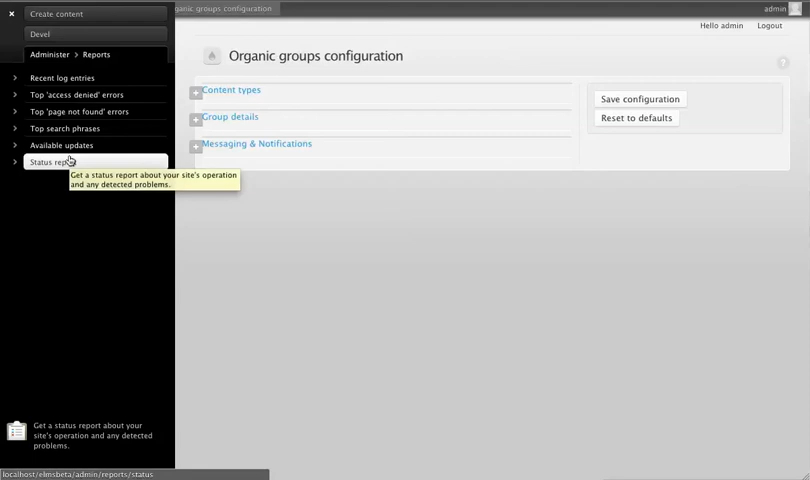 Create content
Devel
Administer > Reports
Recent log entries
Top 'access denied' errors
Top 'page not found' errors
Top search phrases
Available updates
Status
Get a status report about your site's operation
and any detected problems.
Get a status report about your
site's operation and any detected
problems.
localhost/elmsbeta/admin/reports/status
groups configuration
admin
Hello admin
Logout
Organic groups configuration
?
Content types
Group details
Messaging & Notifications
Save configuration
Reset to defaults